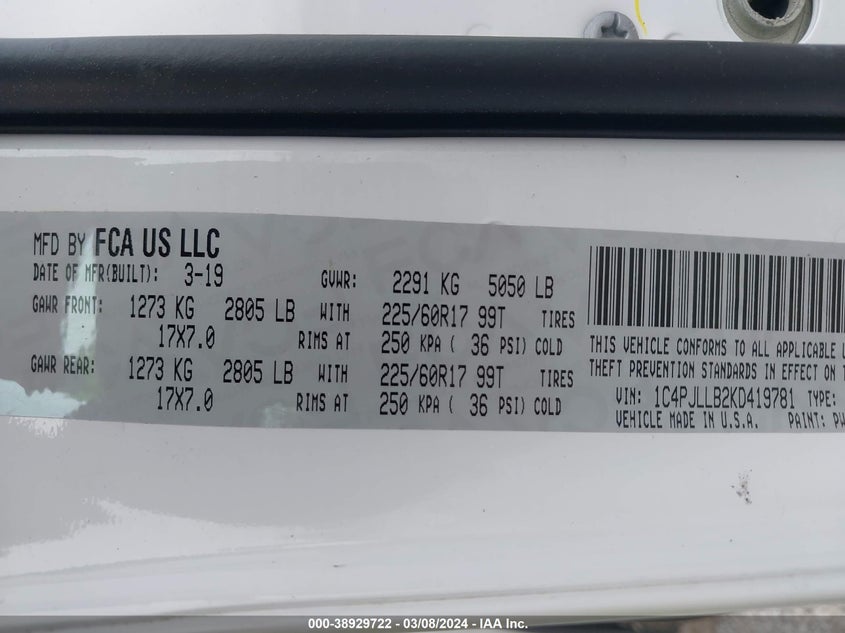 MFD BY FCA US LLC
DATE OF MFR(BUILT): 3-19 GVWR: 2291 KG 5050 LB
GAWR FRONT: 1273 KG 2805 LB WITH 225/60R17 99T TIRES
17X7.0 RIMS AT 250 KPA ( 36 PSI) COLD
GAWR REAR: 1273 KG 2805 LB WITH 225/60R17 99T TIRES
17X7.0 RIMS AT 250 KPA ( 36 PSI) COLD
THIS VEHICLE CONFORMS TO ALL APPLICABLE
THEFT PREVENTION STANDARDS IN EFFECT ON
VIN: 1C4PJLLB2KD419781 TYPE:
VEHICLE MADE IN U.S.A. PAINT: PW
000-38929722 — 03/08/2024 — IAA Inc.